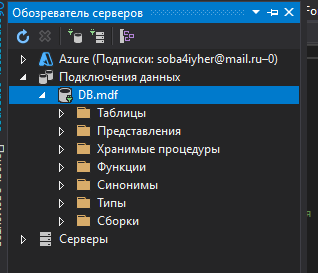 Обозреватель серверов
Fo
Azure (Подписки: soba4iyher@mail.ru–0)
Подключения данных
DB.mdf
Таблицы
Представления
Хранимые процедуры
Функции
Синонимы
Типы
Сборки
Серверы